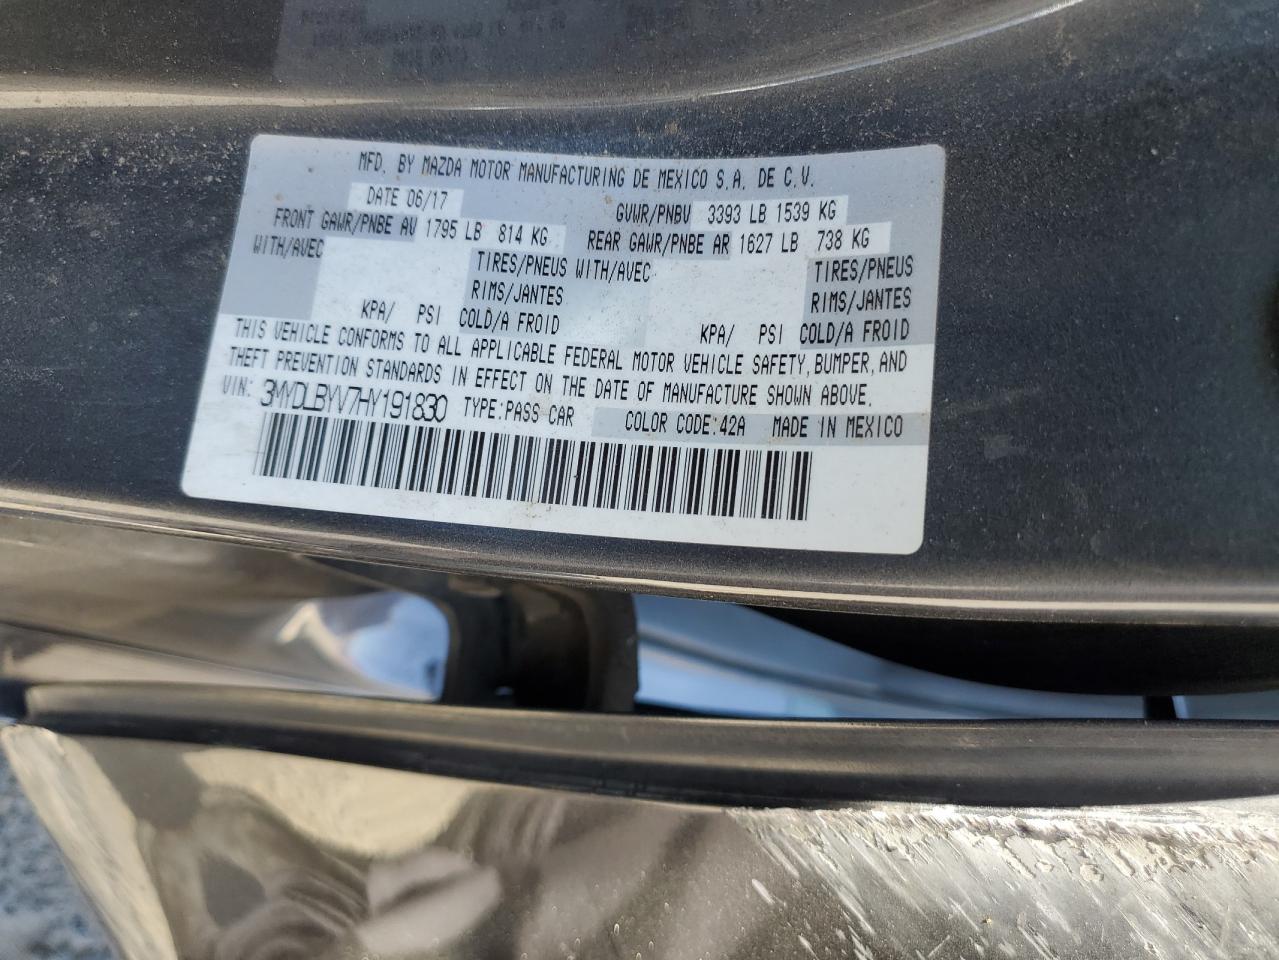 MFD. BY MAZDA MOTOR MANUFACTURING DE MEXICO S.A. DE C.V.
DATE 06/17 GVWR/PNBV 3393 LB 1539 KG
FRONT GAWR/PNBE AV 1795 LB 814 KG REAR GAWR/PNBE AR 1627 LB 738 KG
WITH/AVEC TIRES/PNEUS WITH/AVEC TIRES/PNEUS
RIMS/JANTES RIMS/JANTES
KPA/ PSI COLD/A FROID KPA/ PSI COLD/A FROID
THIS VEHICLE CONFORMS TO ALL APPLICABLE FEDERAL MOTOR VEHICLE SAFETY, BUMPER, AND
THEFT PREVENTION STANDARDS IN EFFECT ON THE DATE OF MANUFACTURE SHOWN ABOVE.
VIN: 3MYDLBYV7HY191830 TYPE:PASS CAR COLOR CODE:42A MADE IN MEXICO